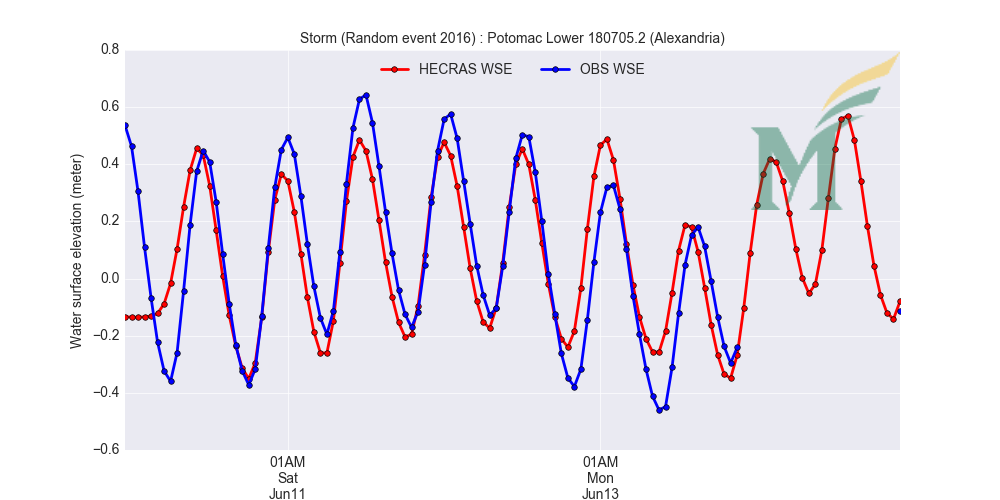 Storm (Random event 2016) : Potomac Lower 180705.2 (Alexandria)
HECRAS WSE
OBS WSE
Water surface elevation (meter)
0.8
0.6
0.4
0.2
0.0
−0.2
−0.4
−0.6
01AM
Sat
Jun11
01AM
Mon
Jun13
M